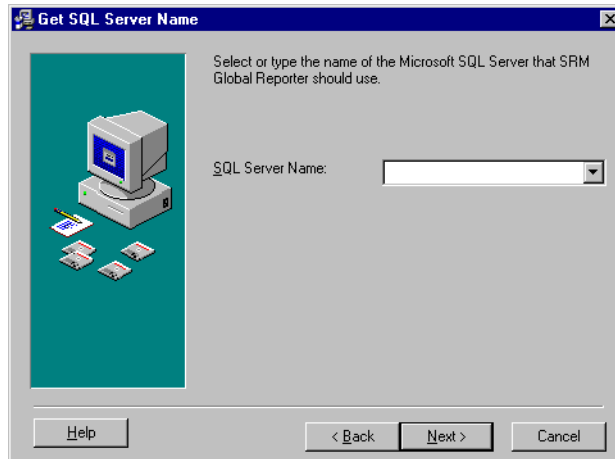 Get SQL Server Name
Select or type the name of the Microsoft SQL Server that SRM
Global Reporter should use.
SQL Server Name:
Help
< Back
Next >
Cancel